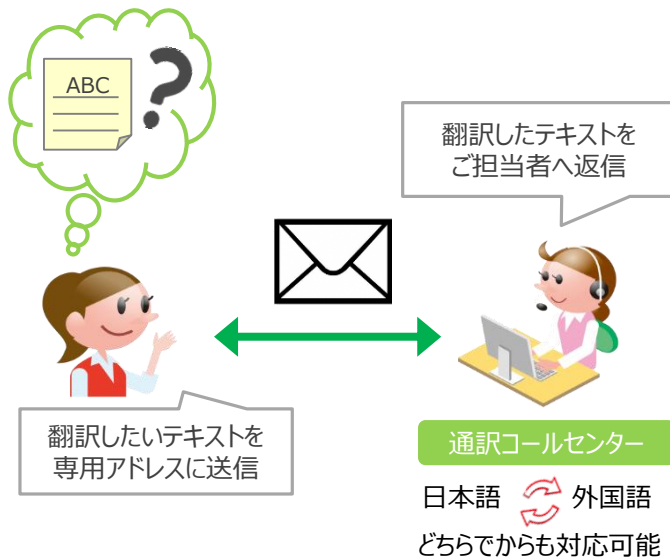 ABC
翻訳したテキストを
ご担当者へ返信
翻訳したいテキストを
専用アドレスに送信
通訳コールセンター
日本語 外国語
どちらでからも対応可能